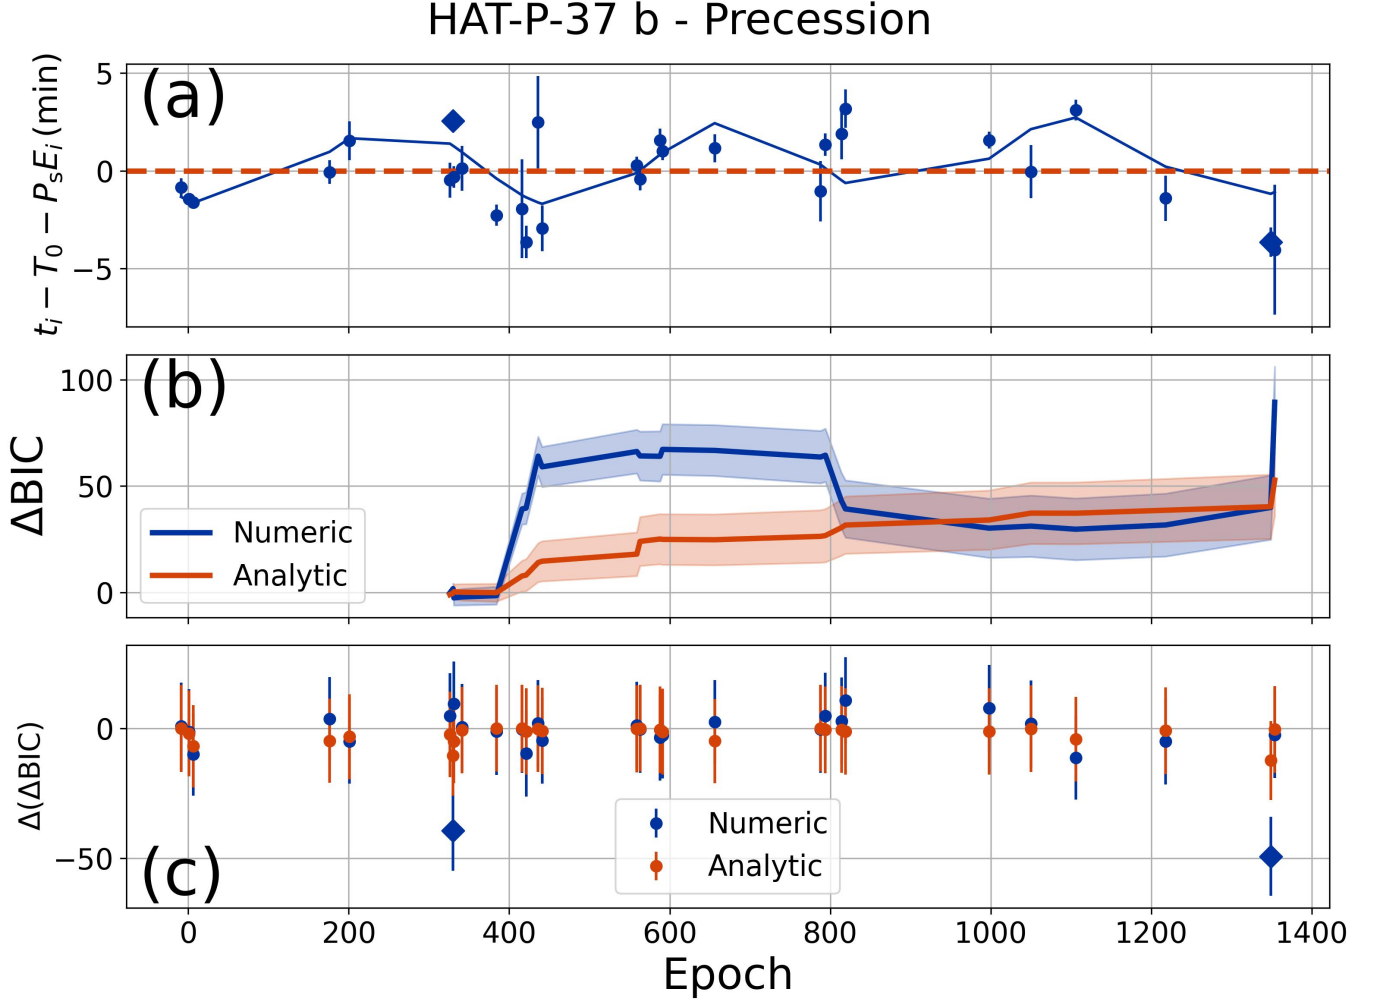 HAT-P-37 b - Precession
(a)
t_i − T_0 − P_s E_i (min)
5
0
−5
(b)
ΔBIC
100
50
0
Numeric
Analytic
(c)
Δ(ΔBIC)
0
−50
Numeric
Analytic
0 200 400 600 800 1000 1200 1400
Epoch